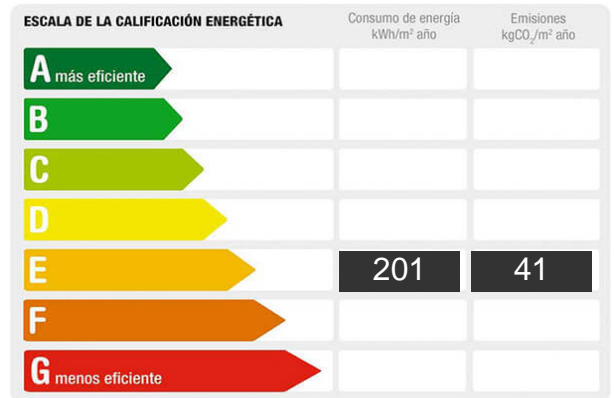 ESCALA DE LA CALIFICACIÓN ENERGÉTICA
Consumo de energía
kWh/m² año
Emisiones
kgCO₂/m² año
A más eficiente
B
C
D
E 201 41
F
G menos eficiente